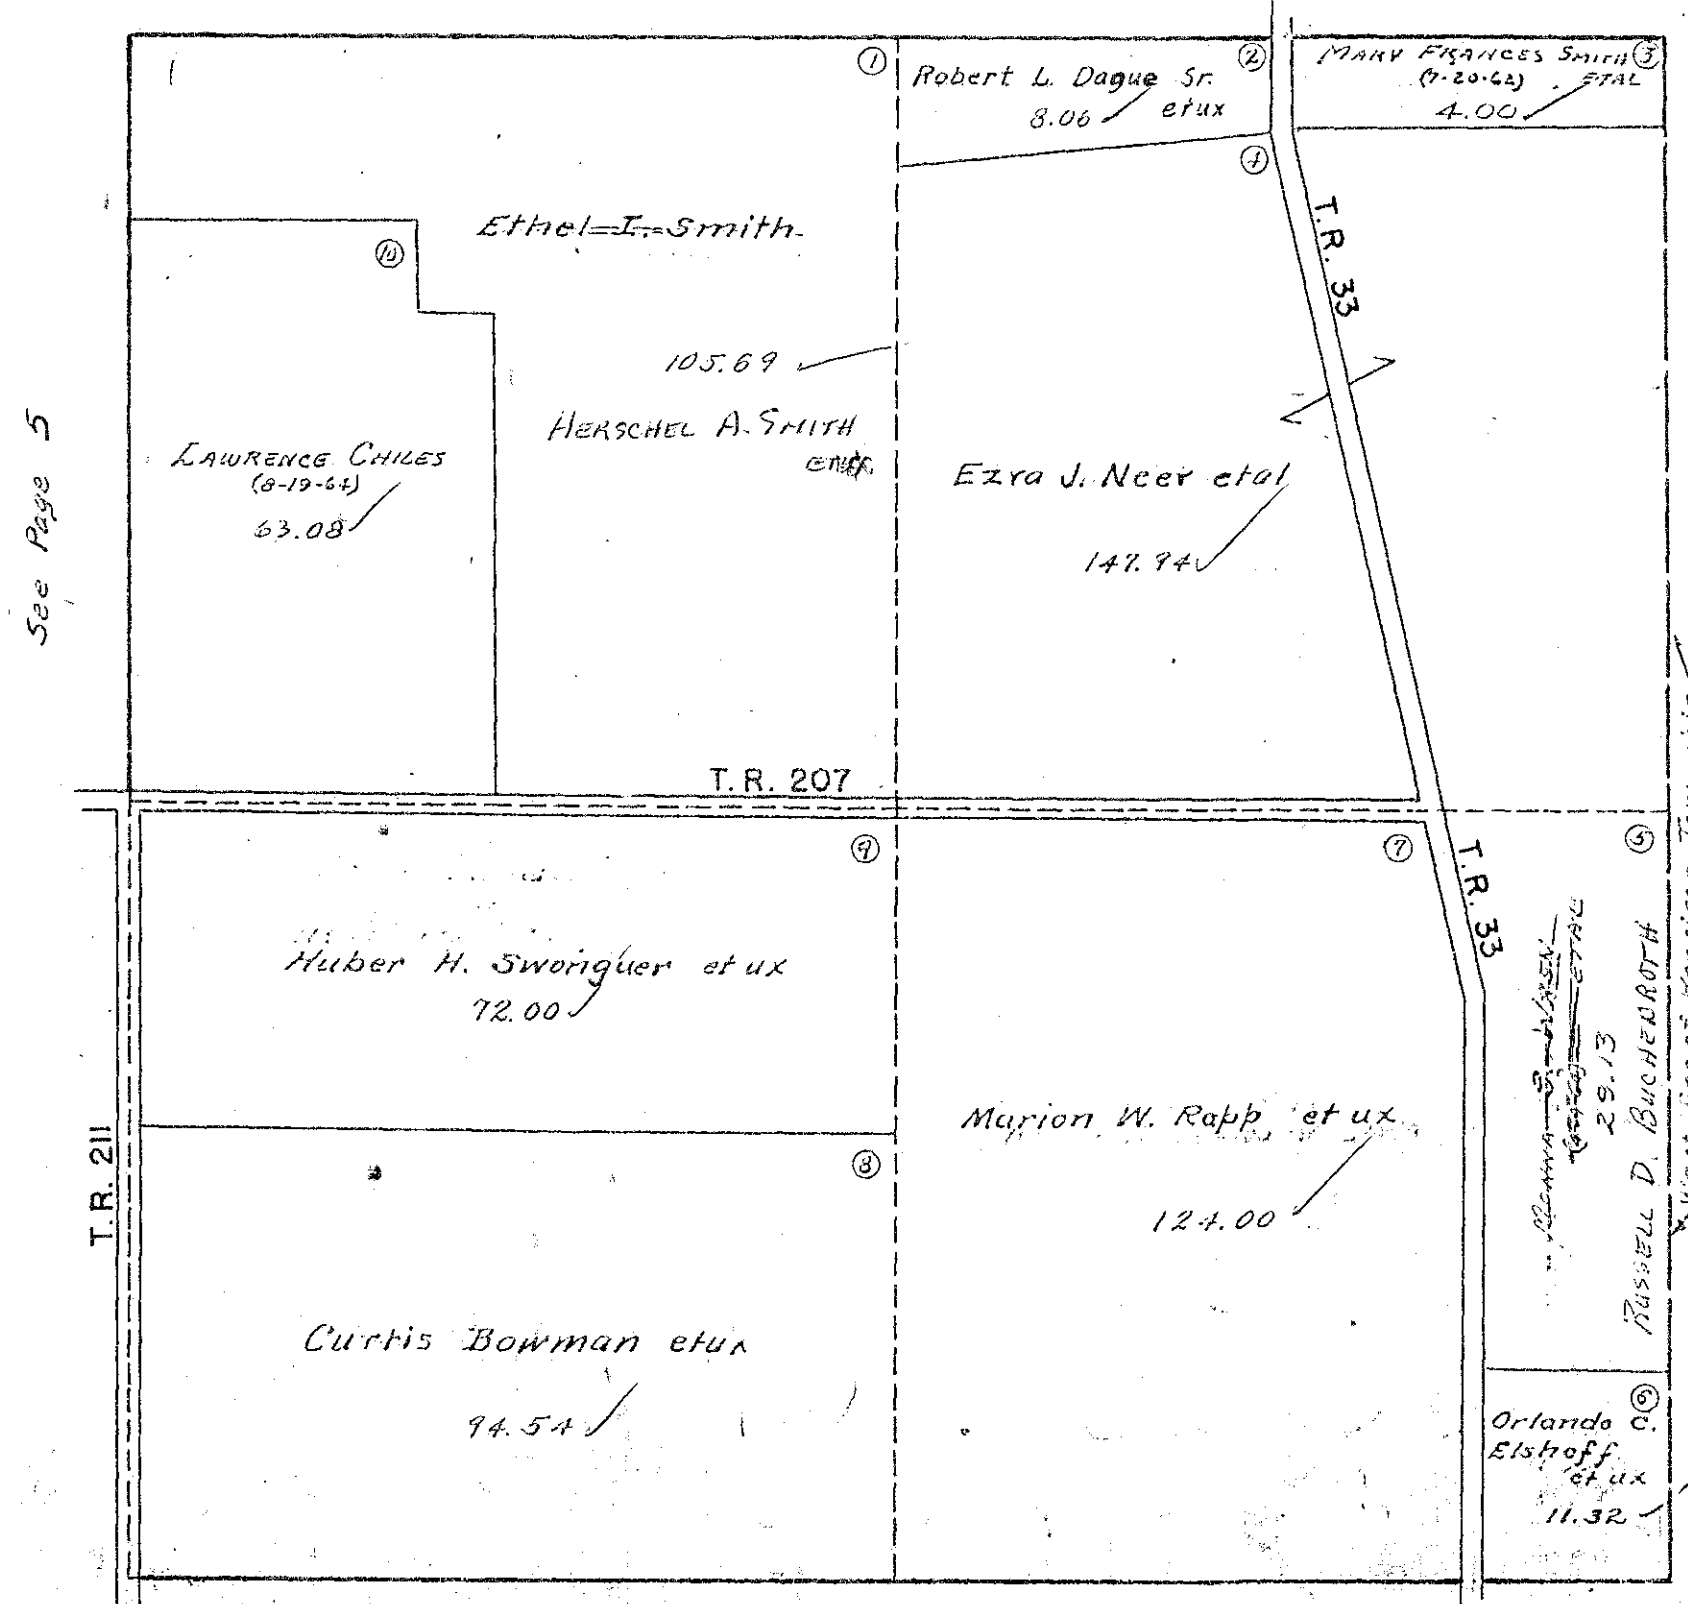 ①
Robert L. Dague Sr.
etux
8.06
②
MARY FRANCES SMITH
ETAL
(7-20-62)
4.00
③
④
T.R. 33
Ethel I. Smith
⑩
105.69
HERSCHEL A. SMITH
etux
LAWRENCE CHILES
(8-19-64)
63.08
See Page 5
Ezra J. Neer etal
147.94
T.R. 207
⑨
⑦
T.R. 33
⑤
Huber H. Sworiguer et ux
72.00
29.13
RUSSELL D. BUCHENROTH
T.R. 211
⑧
Marion W. Rapp et ux
124.00
Curtis Bowman etux
94.54
⑥
Orlando C.
Elshoff
et ux
11.32